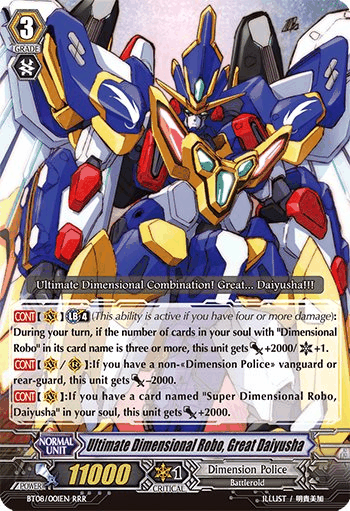 3
GRADE
Ultimate Dimensional Combination! Great... Daiyusha!!!
CONT【 / 】LB4 (This ability is active if you have four or more damage):
During your turn, if the number of cards in your soul with "Dimensional
Robo" in its card name is three or more, this unit gets +2000/ +1.
CONT【 / 】:If you have a non-«Dimension Police» vanguard or
rear-guard, this unit gets -2000.
CONT【 】:If you have a card named "Super Dimensional Robo,
Daiyusha" in your soul, this unit gets +2000.
NORMAL
UNIT
Ultimate Dimensional Robo, Great Daiyusha
POWER
11000
1
CRITICAL
Dimension Police
Battleroid
BT08/001EN RRR
ILLUST / 明貴美加